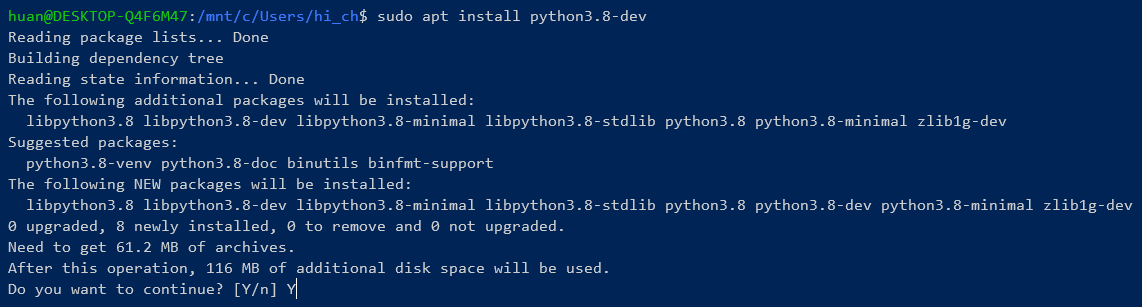 huan@DESKTOP-Q4F6M47:/mnt/c/Users/hi_ch$ sudo apt install python3.8-dev
Reading package lists... Done
Building dependency tree
Reading state information... Done
The following additional packages will be installed:
  libpython3.8 libpython3.8-dev libpython3.8-minimal libpython3.8-stdlib python3.8 python3.8-minimal zlib1g-dev
Suggested packages:
  python3.8-venv python3.8-doc binutils binfmt-support
The following NEW packages will be installed:
  libpython3.8 libpython3.8-dev libpython3.8-minimal libpython3.8-stdlib python3.8 python3.8-dev python3.8-minimal zlib1g-dev
0 upgraded, 8 newly installed, 0 to remove and 0 not upgraded.
Need to get 61.2 MB of archives.
After this operation, 116 MB of additional disk space will be used.
Do you want to continue? [Y/n] Y